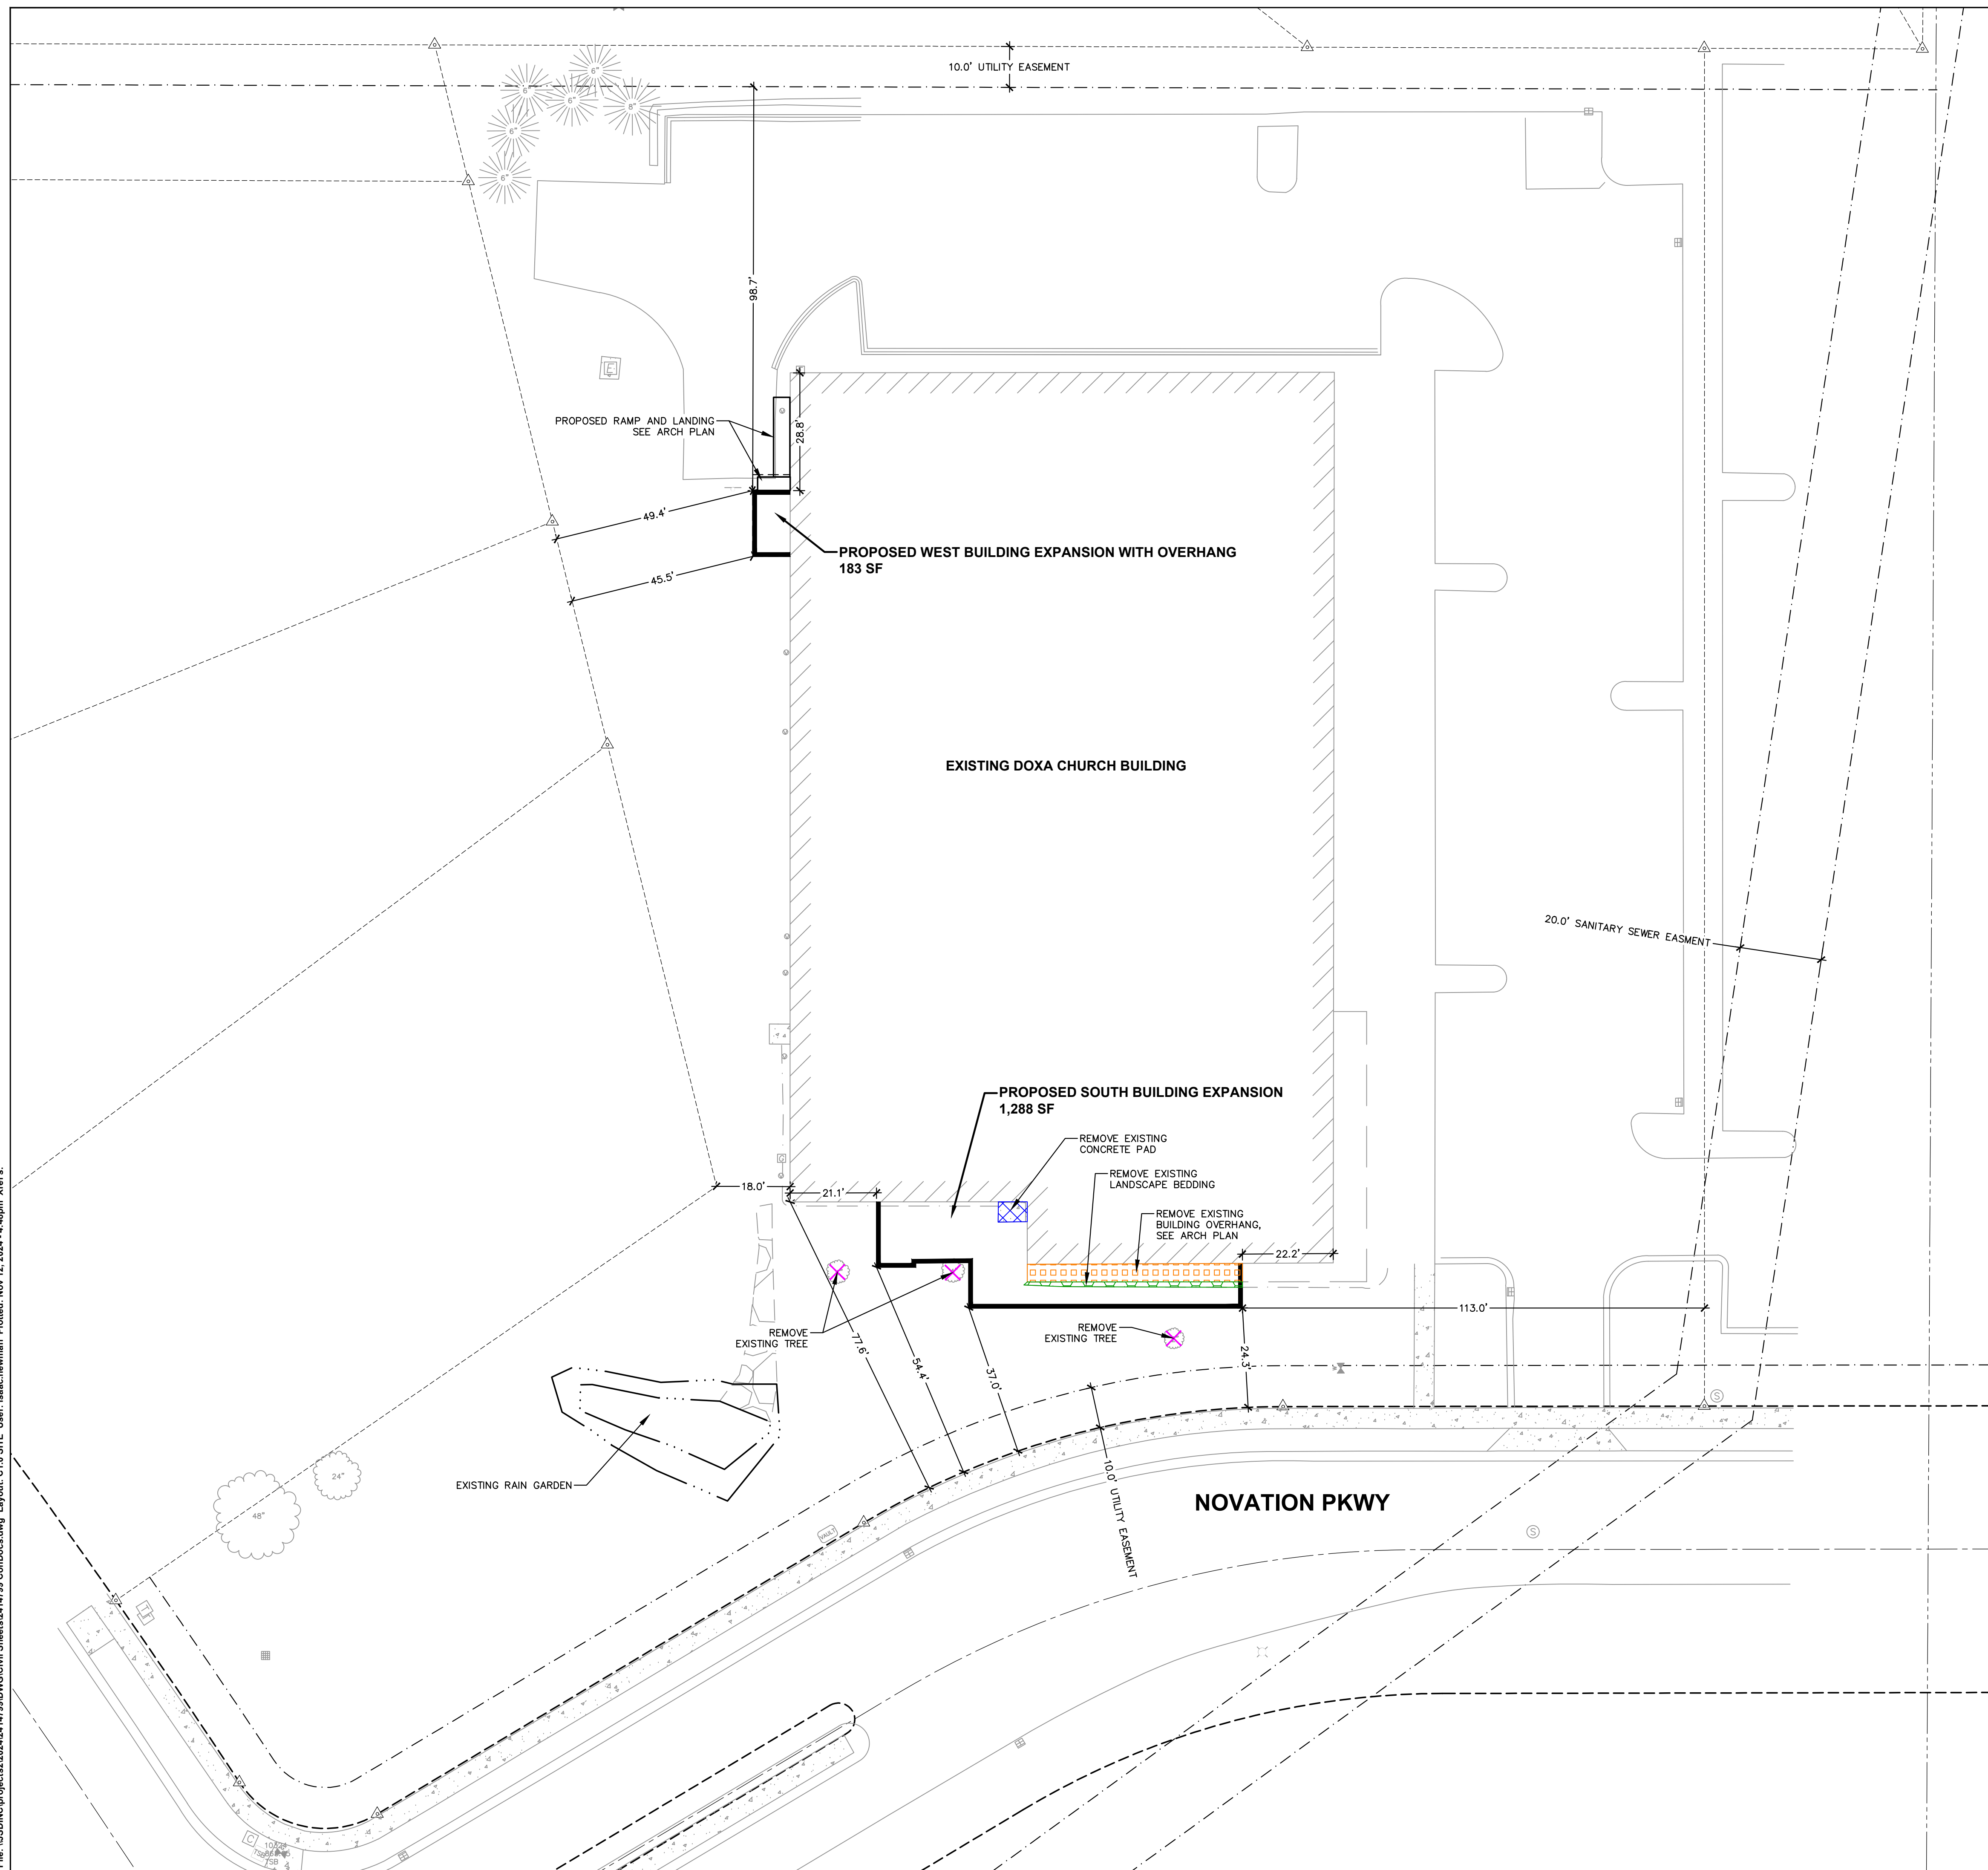 10.0' UTILITY EASEMENT
6"
6"
6"
8"
6"
6"
98.7'
E
28.8'
PROPOSED RAMP AND LANDING
SEE ARCH PLAN
49.4'
45.5'
PROPOSED WEST BUILDING EXPANSION WITH OVERHANG
183 SF
EXISTING DOXA CHURCH BUILDING
20.0' SANITARY SEWER EASMENT
PROPOSED SOUTH BUILDING EXPANSION
1,288 SF
REMOVE EXISTING
CONCRETE PAD
REMOVE EXISTING
LANDSCAPE BEDDING
REMOVE EXISTING
BUILDING OVERHANG,
SEE ARCH PLAN
G
18.0'
21.1'
22.2'
113.0'
REMOVE
EXISTING TREE
REMOVE
EXISTING TREE
77.6'
54.4'
37.0'
24.3'
EXISTING RAIN GARDEN
24"
48"
VAULT
10.0' UTILITY EASEMENT
NOVATION PKWY
S
S
T
C
TSB